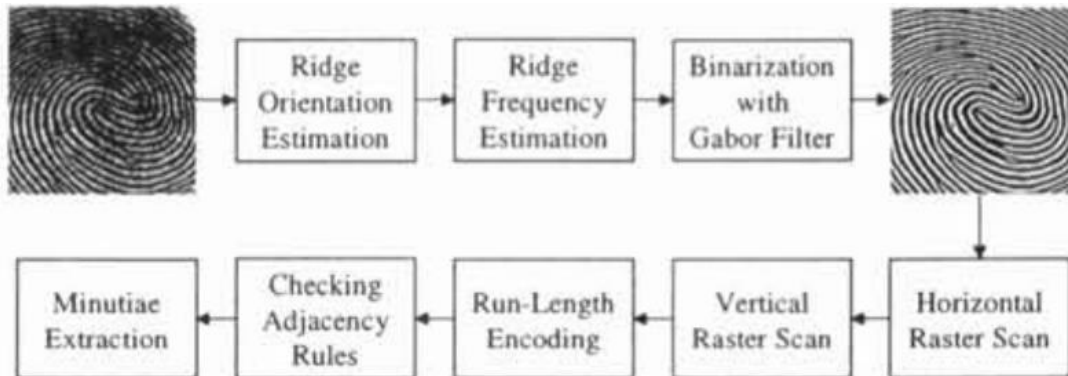 Ridge
Orientation
Estimation
Ridge
Frequency
Estimation
Binarization
with
Gabor Filter
Horizontal
Raster Scan
Vertical
Raster Scan
Run-Length
Encoding
Checking
Adjacency
Rules
Minutiae
Extraction